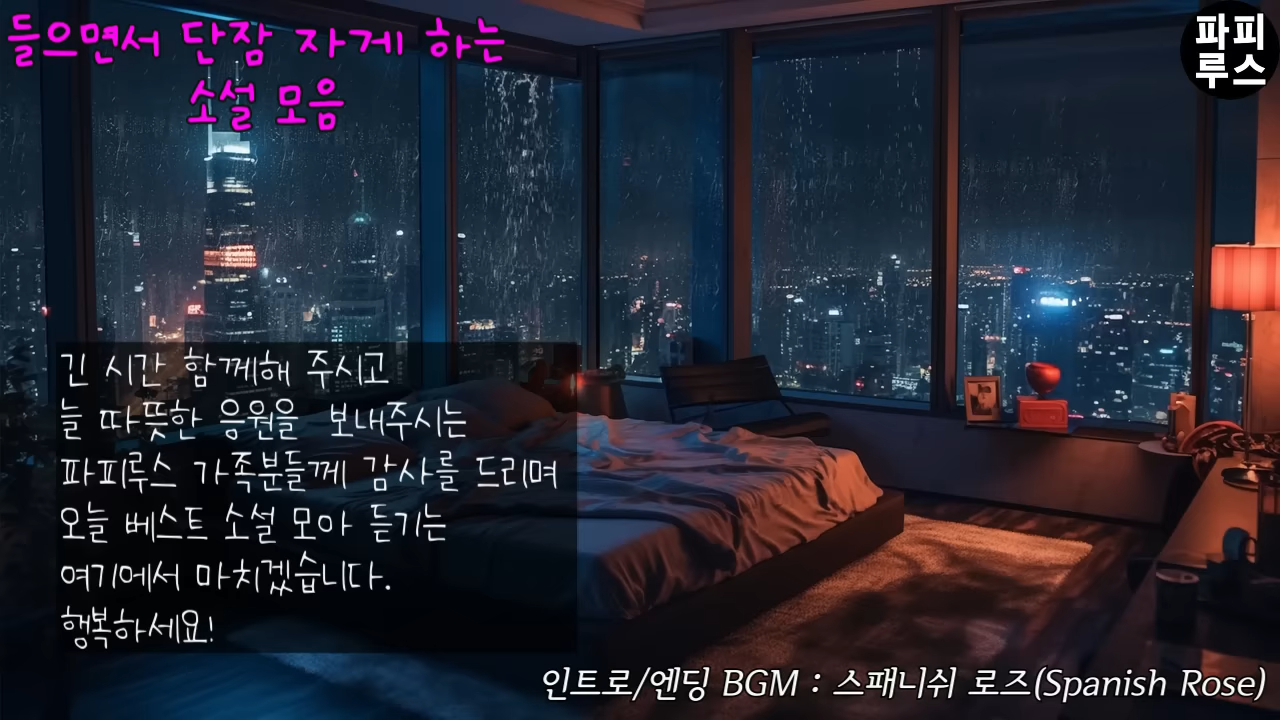 들으면서 단잠 자게 하는
소설 모음
파피
루스
긴 시간 함께해 주시고
늘 따뜻한 응원을 보내주시는
파피루스 가족분들께 감사를 드리며
오늘 베스트 소설 모아 듣기는
여기에서 마치겠습니다.
행복하세요!
인트로/엔딩 BGM : 스패니쉬 로즈(Spanish Rose)